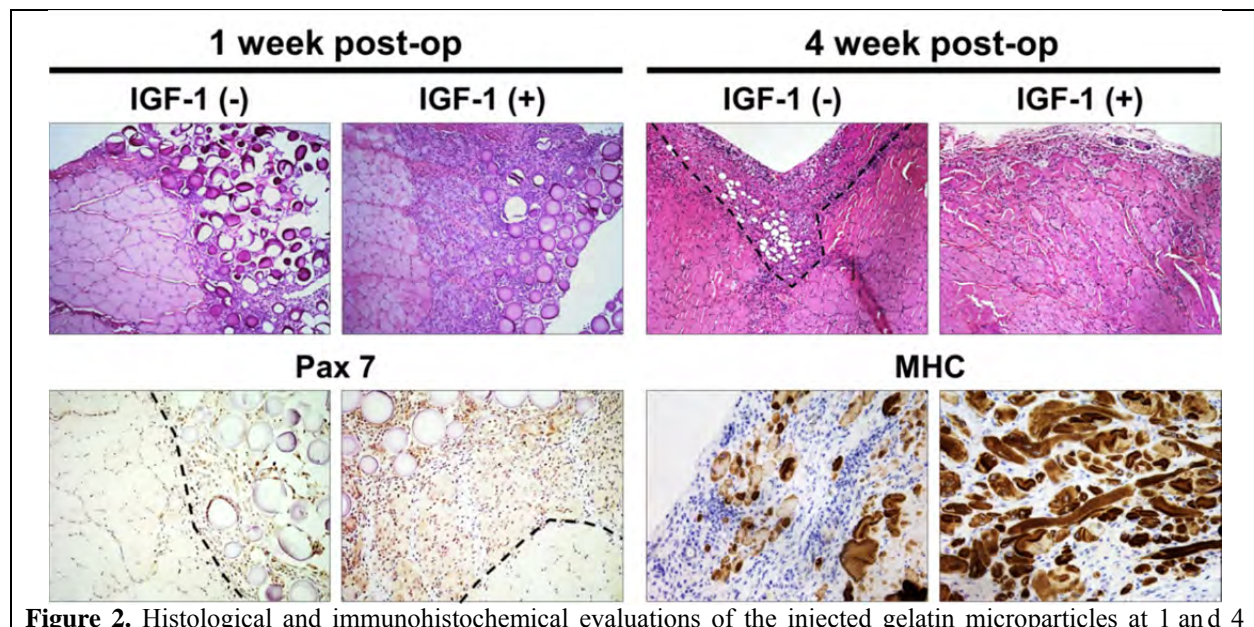 1 week post-op 4 week post-op
IGF-1 (-) IGF-1 (+) IGF-1 (-) IGF-1 (+)
Pax 7 MHC
Figure 2. Histological and immunohistochemical evaluations of the injected gelatin microparticles at 1 and 4